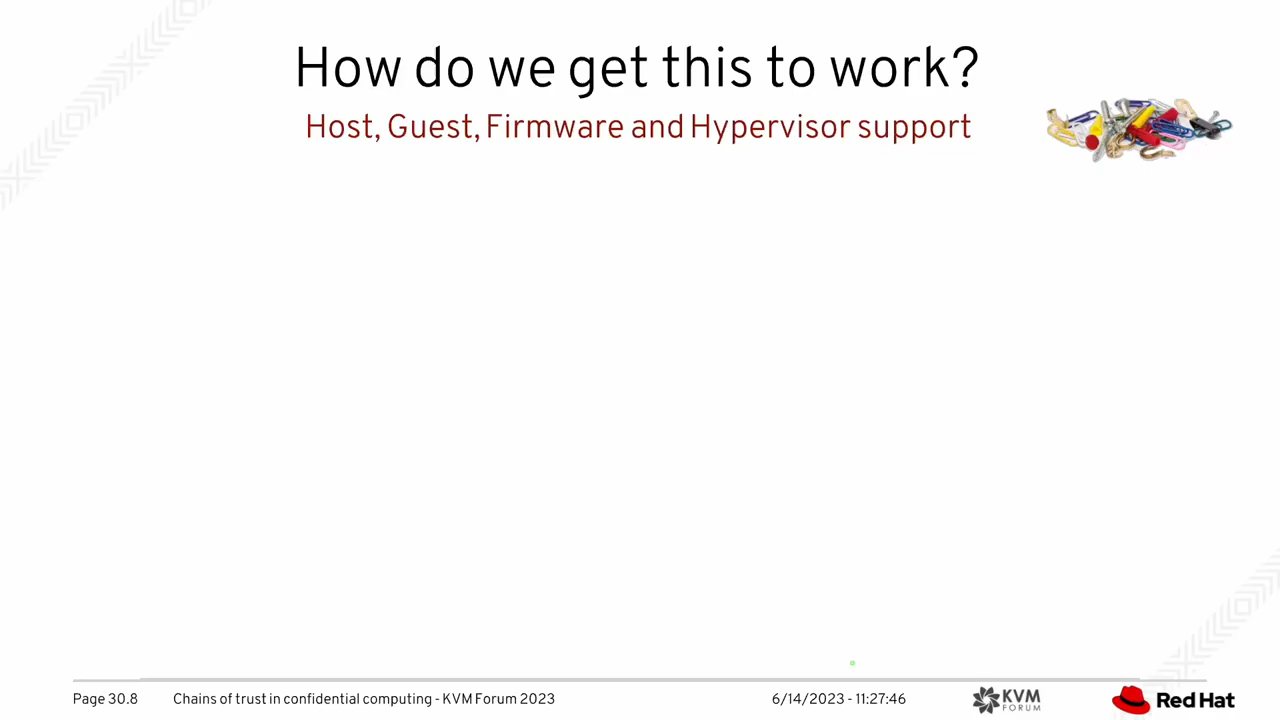 How do we get this to work?
Host, Guest, Firmware and Hypervisor support
Page 30.8 Chains of trust in confidential computing - KVM Forum 2023 6/14/2023 - 11:27:46 KVM FORUM Red Hat